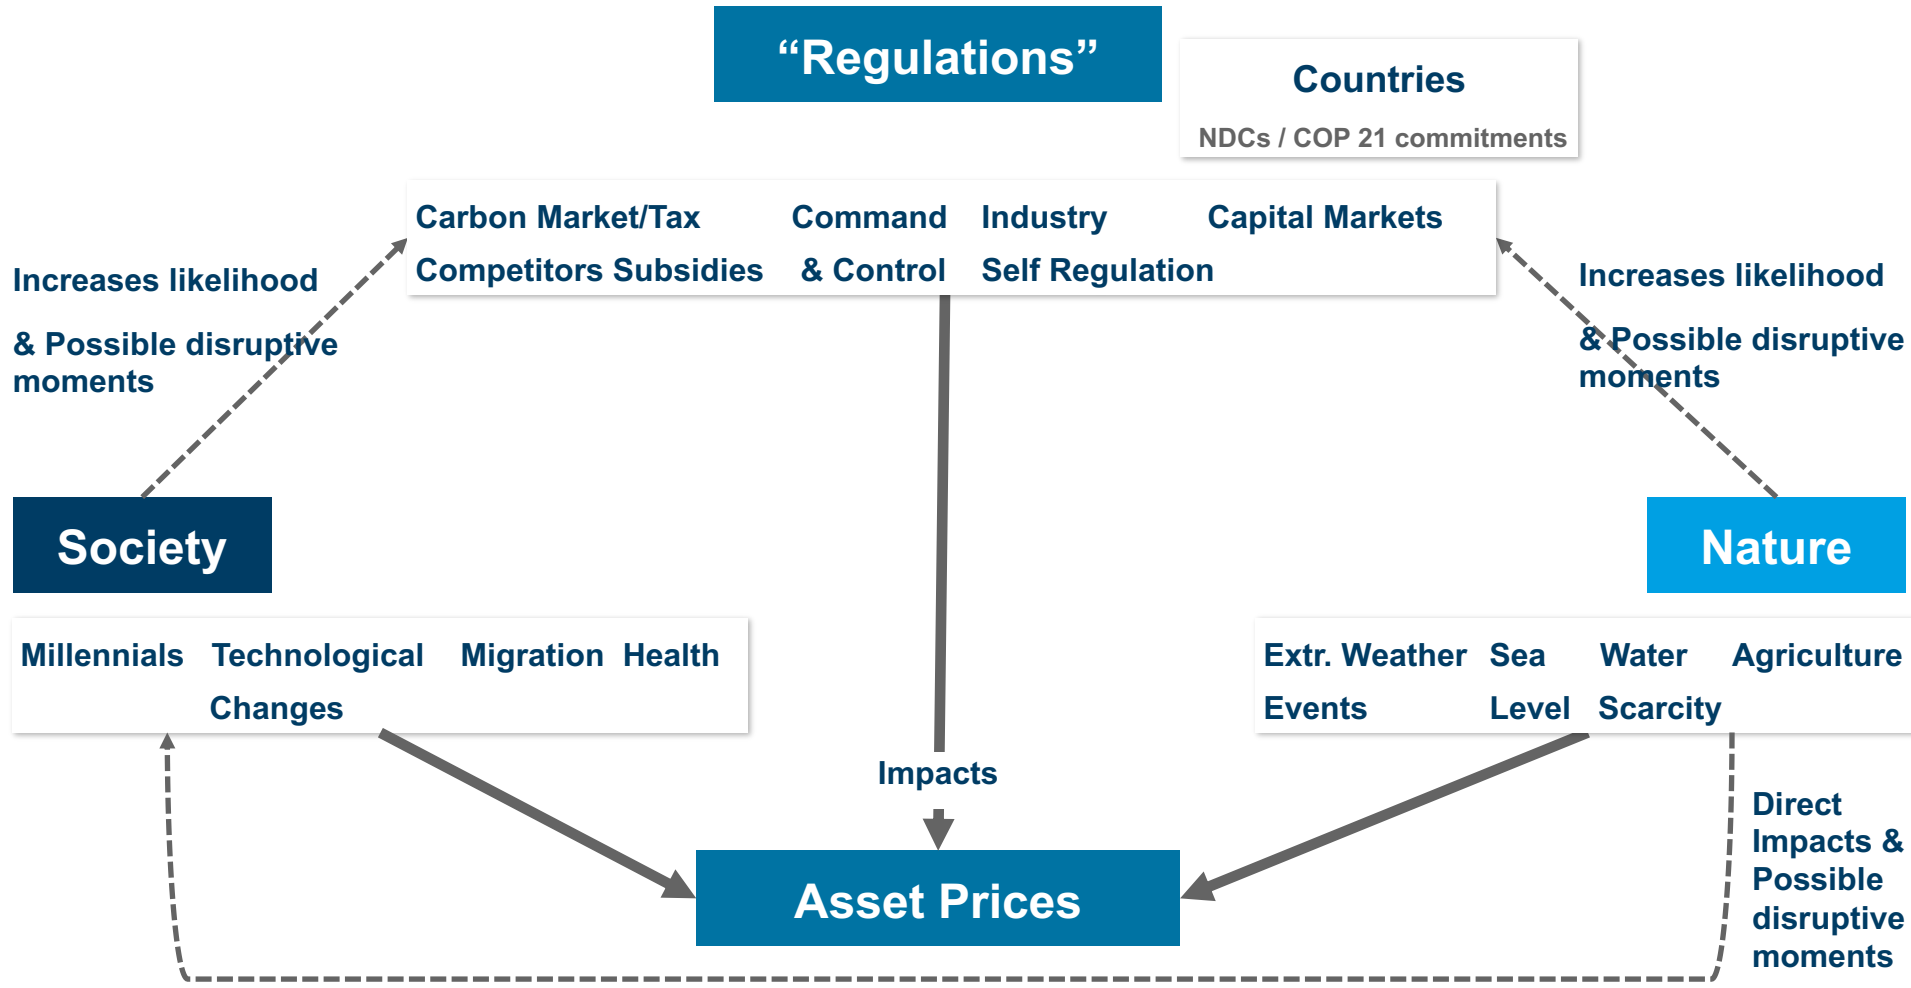 “Regulations”
Countries
NDCs / COP 21 commitments
Carbon Market/Tax Command Industry Capital Markets
Competitors Subsidies & Control Self Regulation
Increases likelihood
& Possible disruptive
moments
Increases likelihood
& Possible disruptive
moments
Society
Nature
Millennials Technological Migration Health
Changes
Extr. Weather Sea Water Agriculture
Events Level Scarcity
Impacts
Direct
Impacts &
Possible
disruptive
moments
Asset Prices